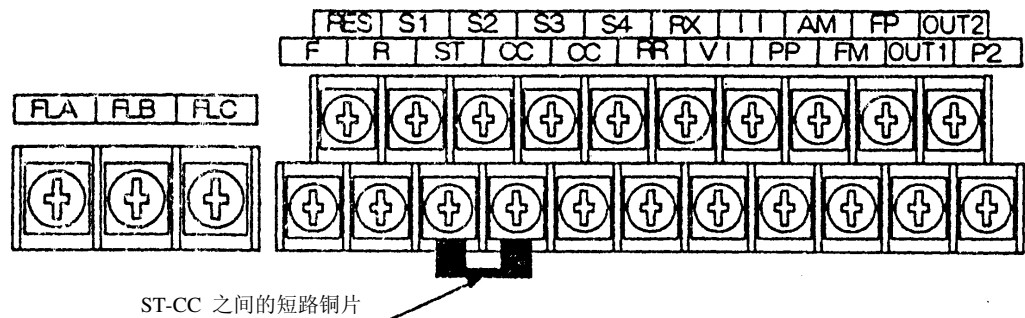 RES S1 S2 S3 S4 RX II AM FP OUT2
F R ST CC CC RR VI PP FM OUT1 P2
FLA FLB FLC
ST-CC 之间的短路铜片